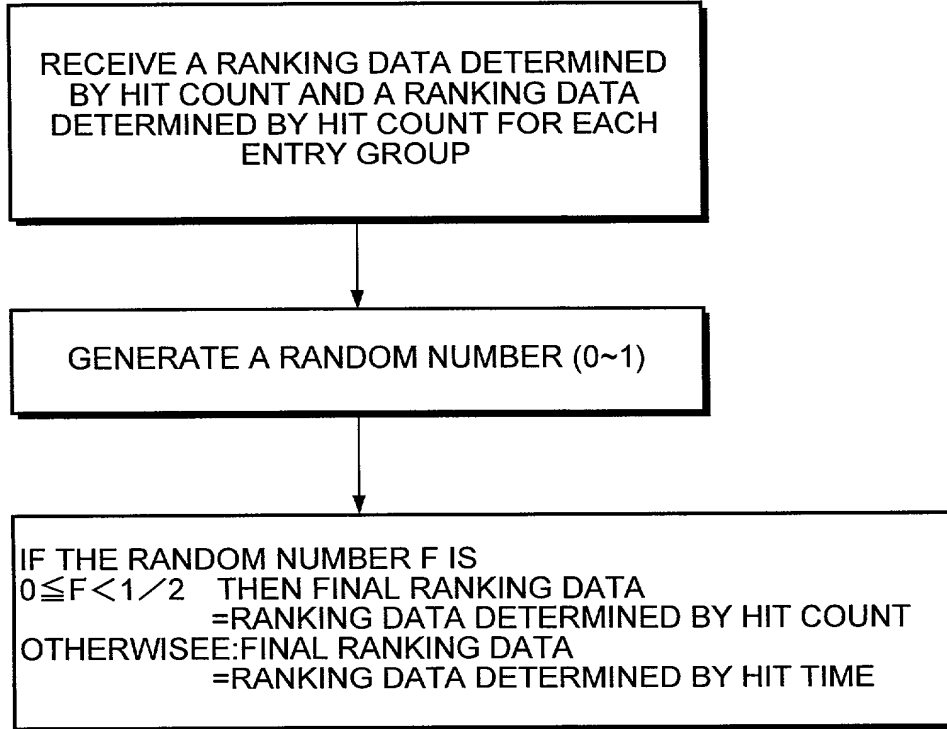 RECEIVE A RANKING DATA DETERMINED
BY HIT COUNT AND A RANKING DATA
DETERMINED BY HIT COUNT FOR EACH
ENTRY GROUP
GENERATE A RANDOM NUMBER (0~1)
IF THE RANDOM NUMBER F IS
0≦F<1/2 THEN FINAL RANKING DATA
=RANKING DATA DETERMINED BY HIT COUNT
OTHERWISEE:FINAL RANKING DATA
=RANKING DATA DETERMINED BY HIT TIME